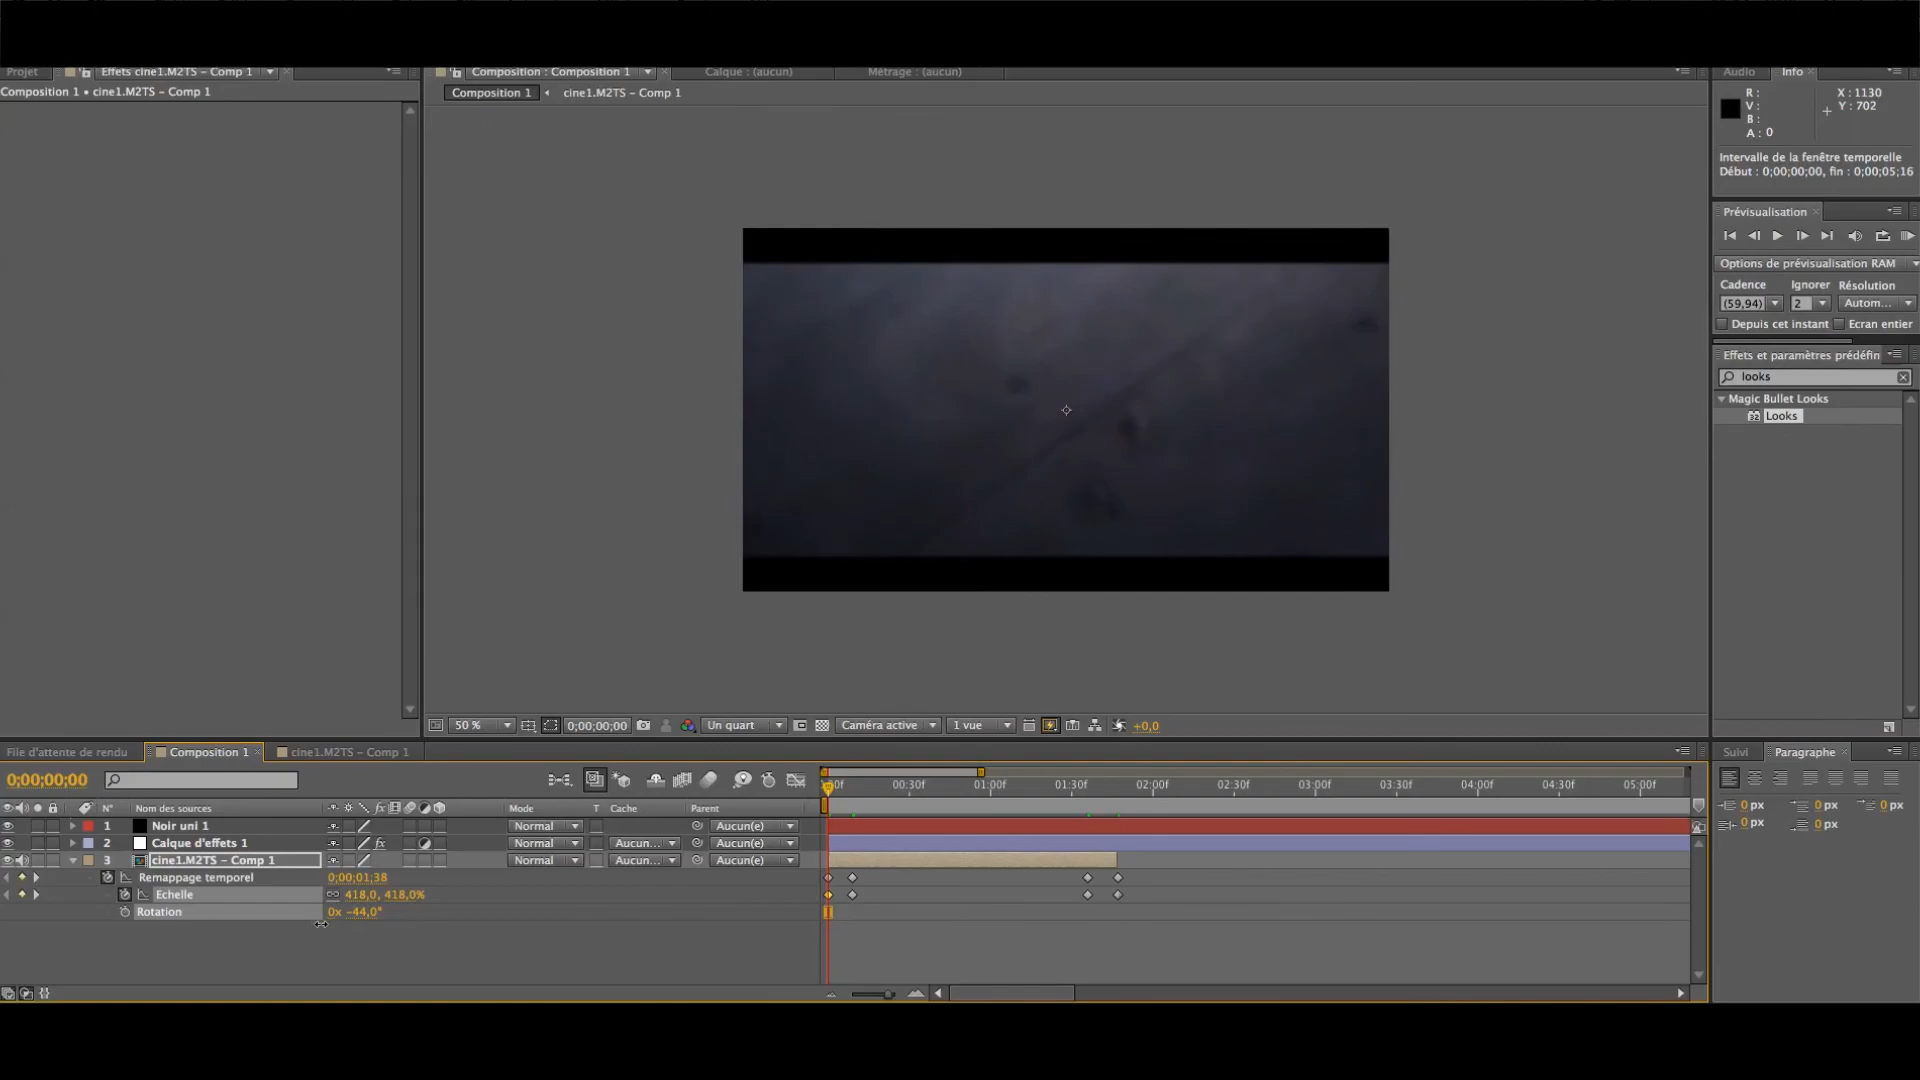 Projet Effets cine1.M2TS – Comp 1
Composition : Composition 1 Calque : (aucun) Métrage : (aucun)
Audio Info
Composition 1 • cine1.M2TS – Comp 1
Composition 1 cine1.M2TS – Comp 1
R :
V :
B :
A : 0
X : 1130
Y : 702
Intervalle de la fenêtre temporelle
Début : 0;00;00;00, fin : 0;00;05;16
Prévisualisation
Options de prévisualisation RAM
Cadence Ignorer Résolution
(59,94) 2 Autom...
Depuis cet instant Ecran entier
Effets et paramètres prédéfin
looks
Magic Bullet Looks
32 Looks
50 % 0;00;00;00 Un quart Caméra active 1 vue +0,0
File d'attente de rendu Composition 1 cine1.M2TS – Comp 1
Suivi Paragraphe
0;00;00;00
00f 00:30f 01:00f 01:30f 02:00f 02:30f 03:00f 03:30f 04:00f 04:30f 05:00f
N° Nom des sources fx Mode T Cache Parent
1 Noir uni 1 Normal Aucun(e)
2 Calque d'effets 1 fx Normal Aucun... Aucun(e)
3 cine1.M2TS – Comp 1 Normal Aucun... Aucun(e)
Remappage temporel 0;00;01;38
Echelle 418,0, 418,0%
Rotation 0x -44,0°
0 px 0 px 0 px
0 px 0 px